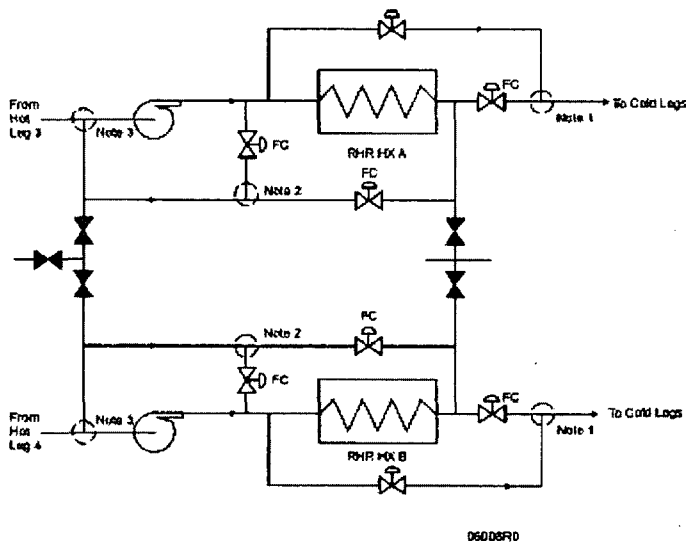 FC
From
Hot
Leg 3
Note 3
To Cold Legs
Note 1
FC
RHR HX A
FC
Note 2
FC
Note 2
FC
RHR HX B
FC
From
Hot
Leg 4
Note 3
To Cold Legs
Note 1
06008R0